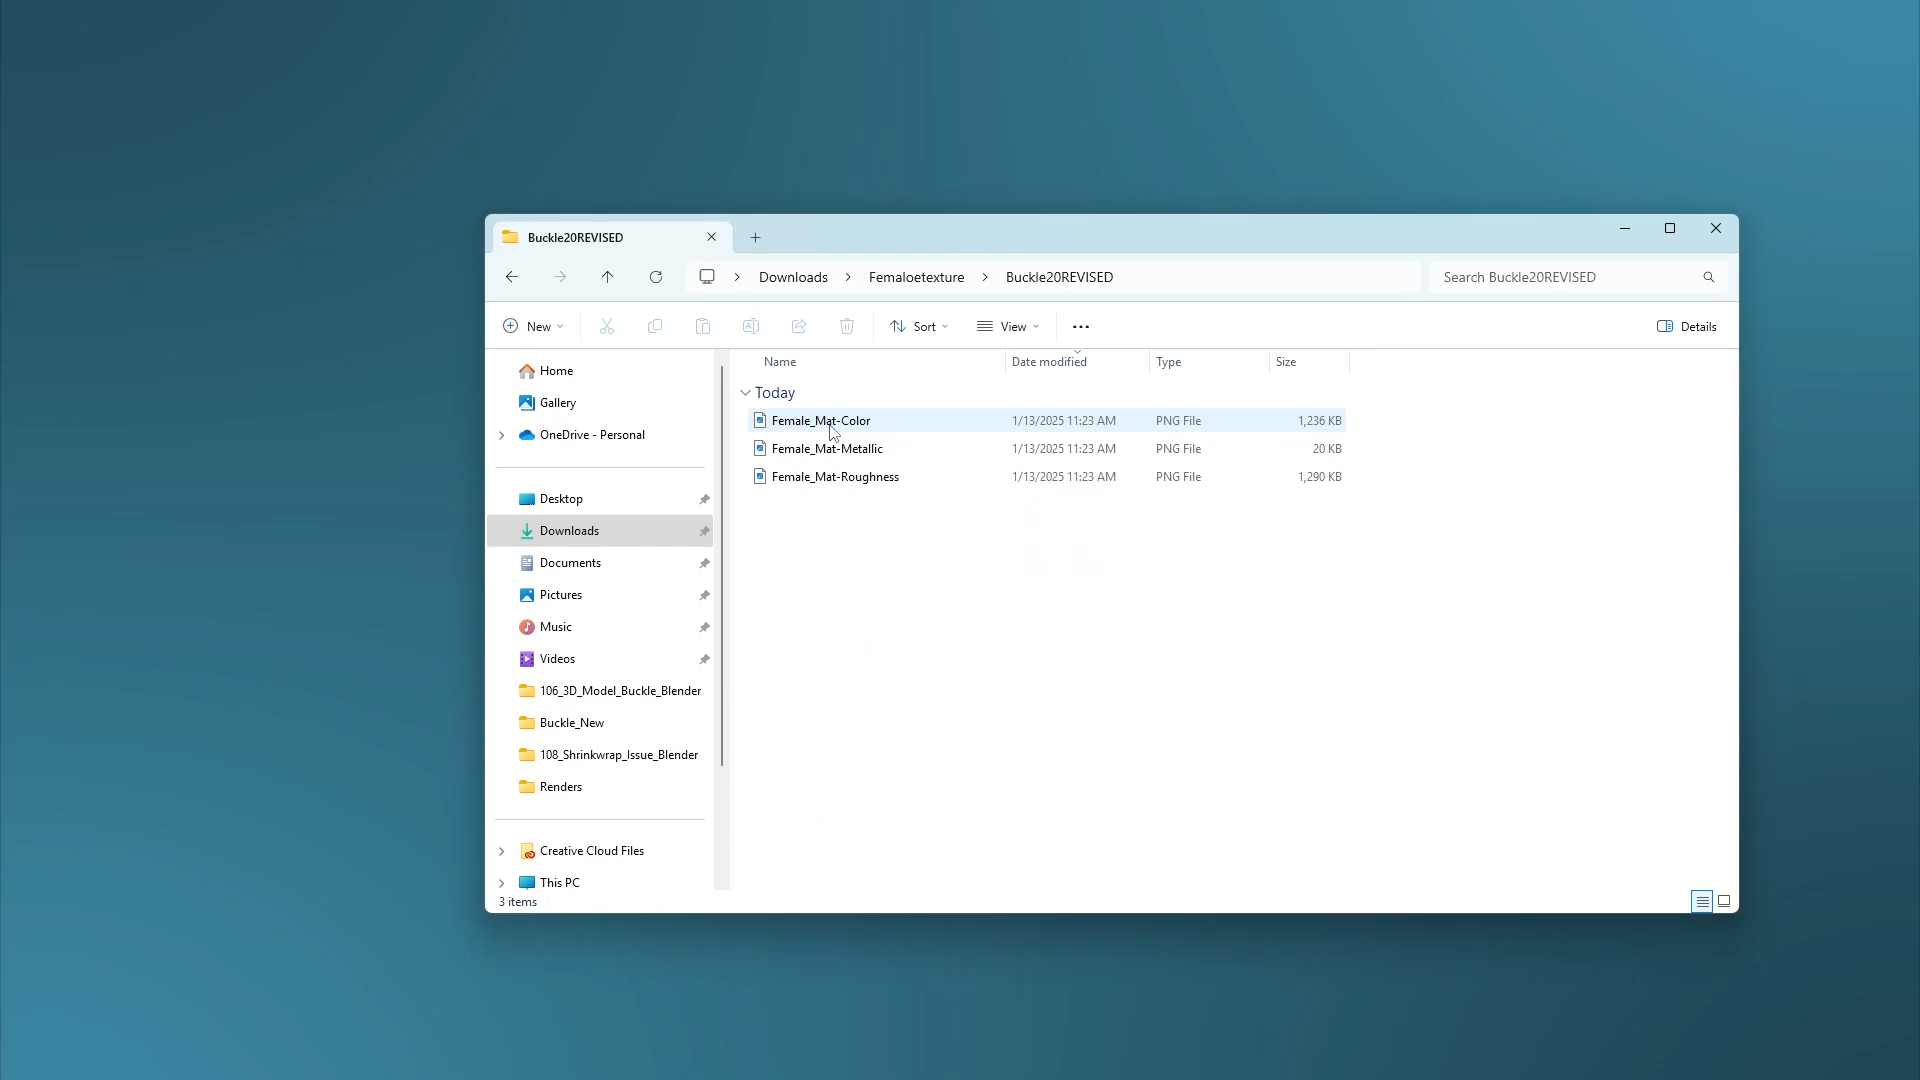 Buckle20REVISED
Downloads Femaloetexture Buckle20REVISED
Search Buckle20REVISED
New
Sort
View
Details
Name Date modified Type Size
Today
Female_Mat-Color 1/13/2025 11:23 AM PNG File 1,236 KB
Female_Mat-Metallic 1/13/2025 11:23 AM PNG File 20 KB
Female_Mat-Roughness 1/13/2025 11:23 AM PNG File 1,290 KB
Home
Gallery
OneDrive - Personal
Desktop
Downloads
Documents
Pictures
Music
Videos
106_3D_Model_Buckle_Blender
Buckle_New
108_Shrinkwrap_Issue_Blender
Renders
Creative Cloud Files
This PC
3 items